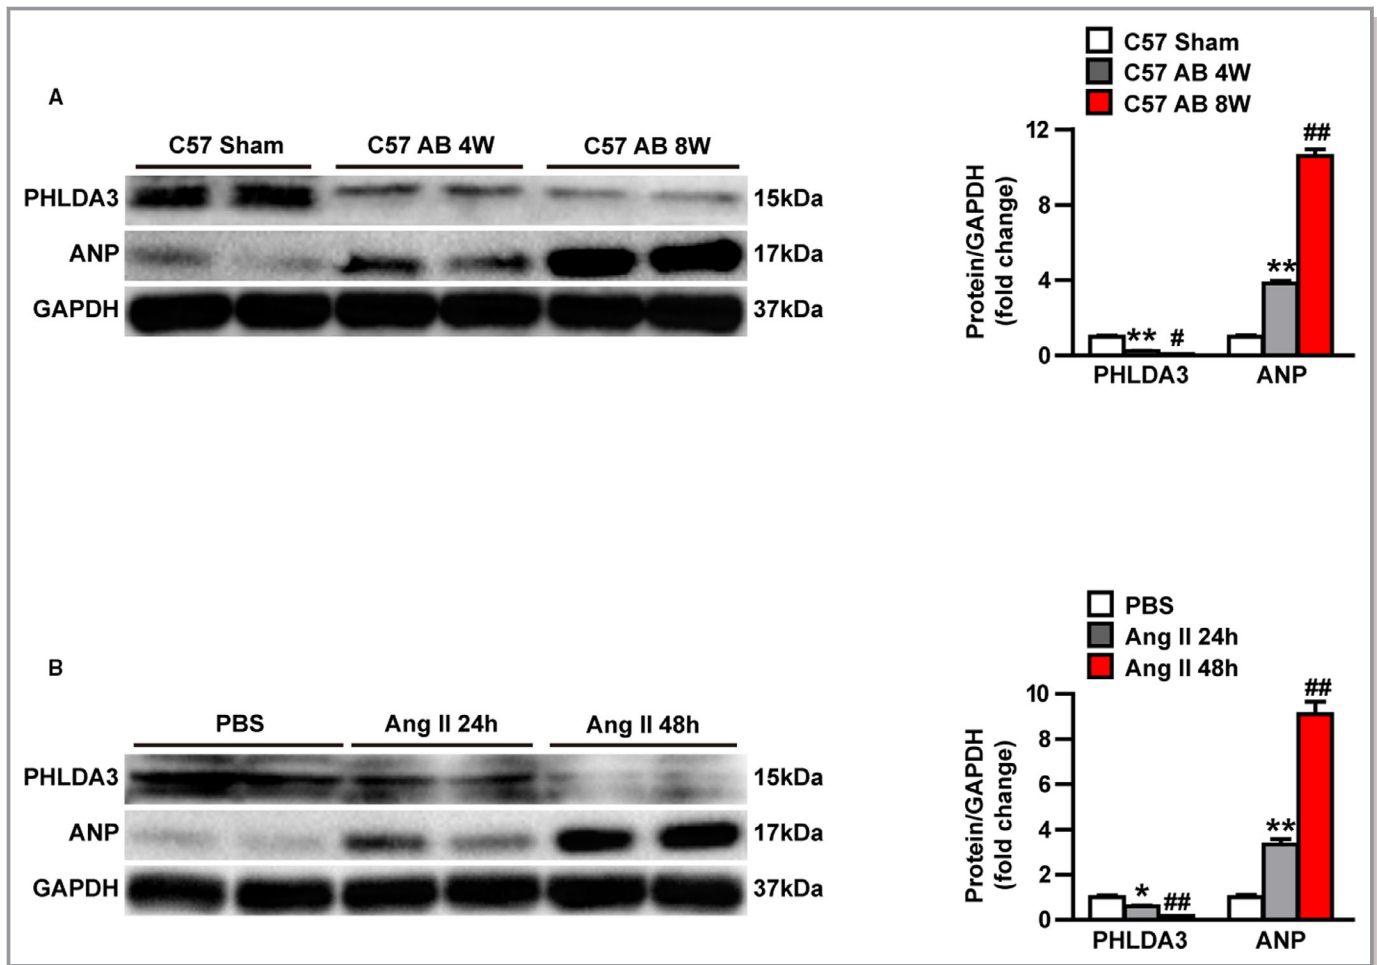 A
C57 Sham C57 AB 4W C57 AB 8W
PHLDA3 15kDa
ANP 17kDa
GAPDH 37kDa
C57 Sham
C57 AB 4W
C57 AB 8W
Protein/GAPDH
(fold change)
12
8
4
0
** # ** ##
PHLDA3 ANP
B
PBS Ang II 24h Ang II 48h
PHLDA3 15kDa
ANP 17kDa
GAPDH 37kDa
PBS
Ang II 24h
Ang II 48h
Protein/GAPDH
(fold change)
10
8
6
4
2
0
* ## ** ##
PHLDA3 ANP